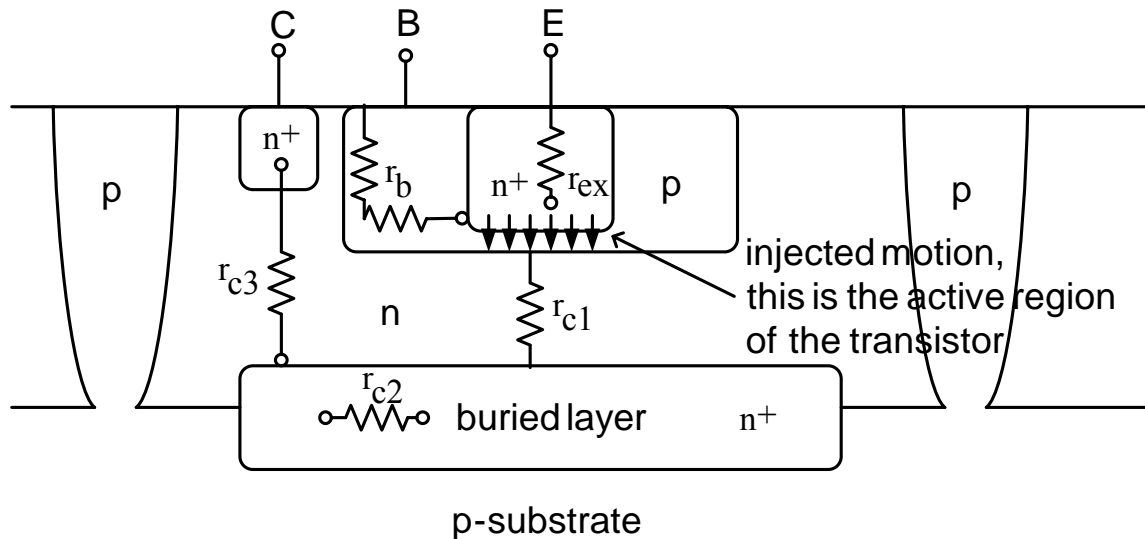 C
B
E
n+
rb
n+
rex
p
p
p
rc3
n
rc1
injected motion,
this is the active region
of the transistor
rc2
buried layer
n+
p-substrate